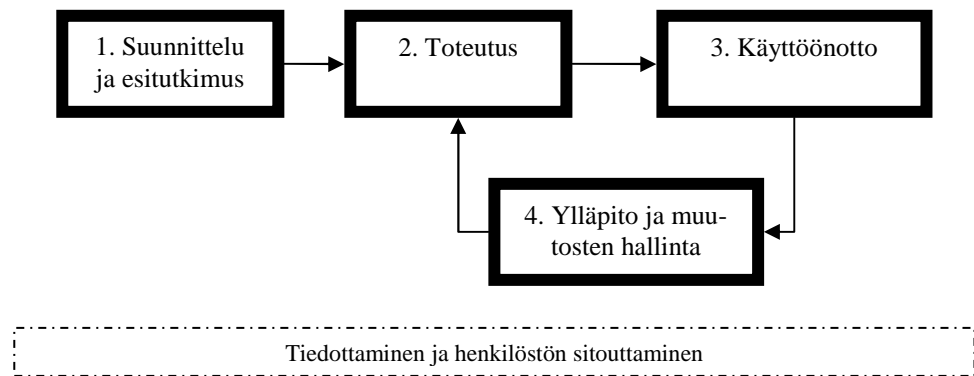 1. Suunnittelu
ja esitutkimus
2. Toteutus
3. Käyttöönotto
4. Ylläpito ja muu-
tosten hallinta
Tiedottaminen ja henkilöstön sitouttaminen